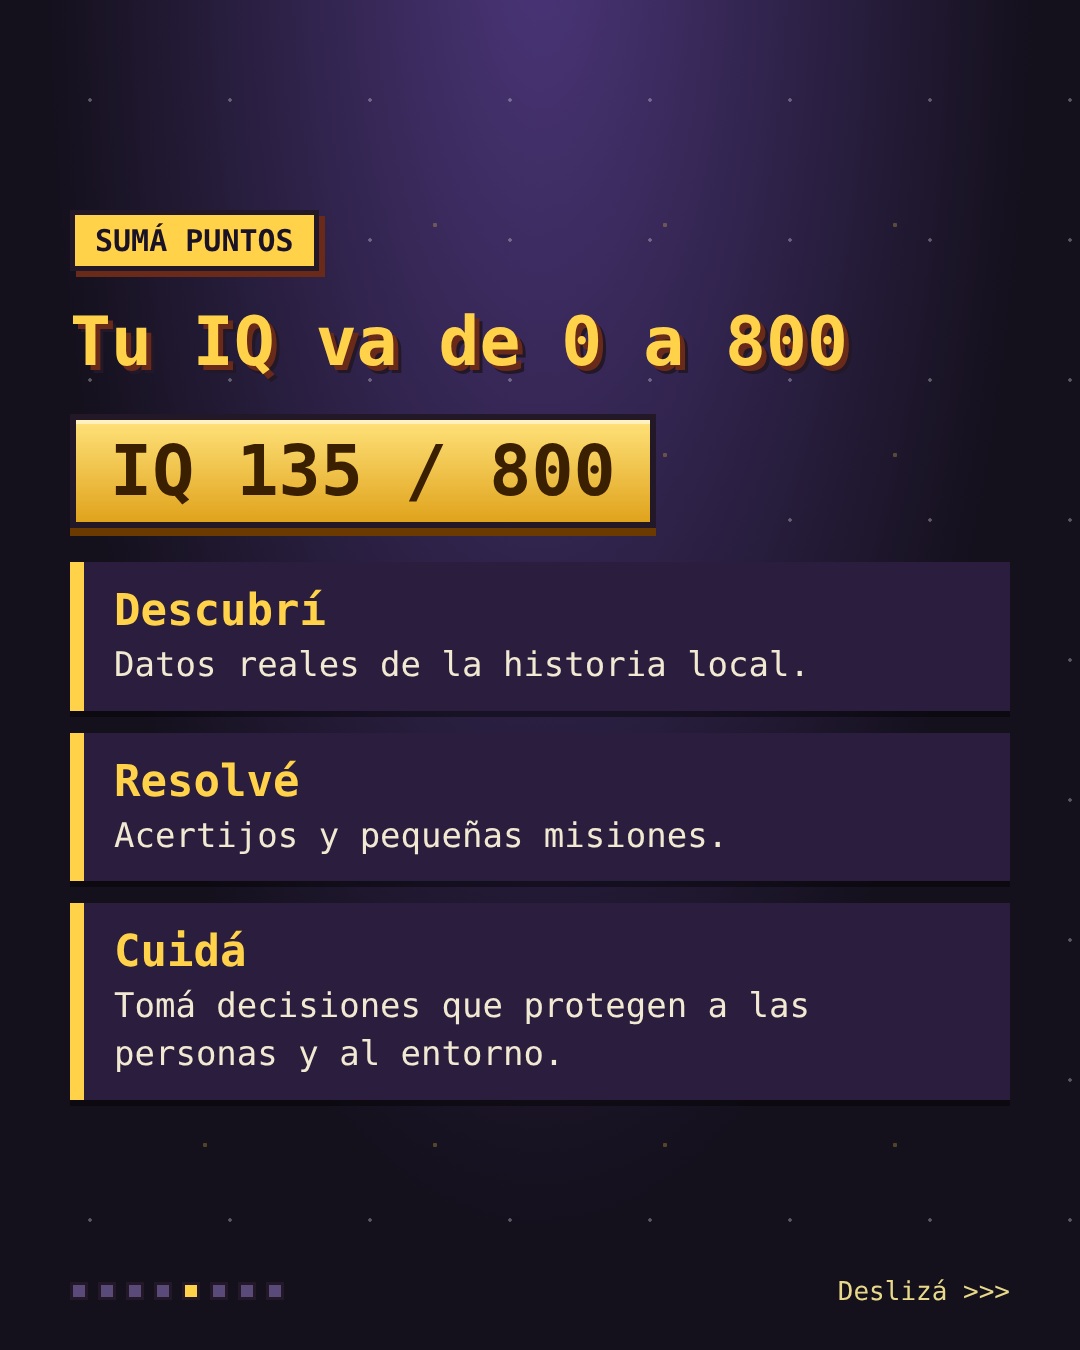 SUMÁ PUNTOS
Tu IQ va de 0 a 800
IQ 135 / 800
Descubrí
Datos reales de la historia local.
Resolvé
Acertijos y pequeñas misiones.
Cuidá
Tomá decisiones que protegen a las
personas y al entorno.
Deslizá >>>